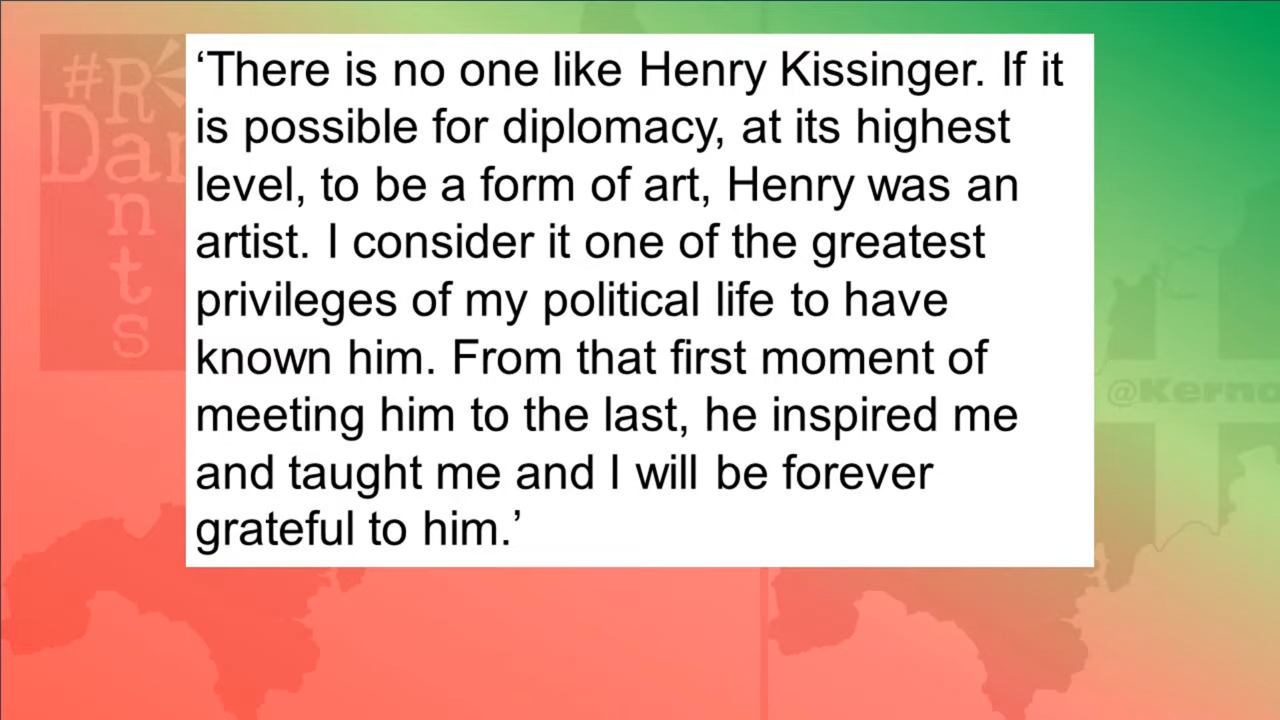 #R
Dan
n
t
s
‘There is no one like Henry Kissinger. If it
is possible for diplomacy, at its highest
level, to be a form of art, Henry was an
artist. I consider it one of the greatest
privileges of my political life to have
known him. From that first moment of
meeting him to the last, he inspired me
and taught me and I will be forever
grateful to him.’
@Kerno